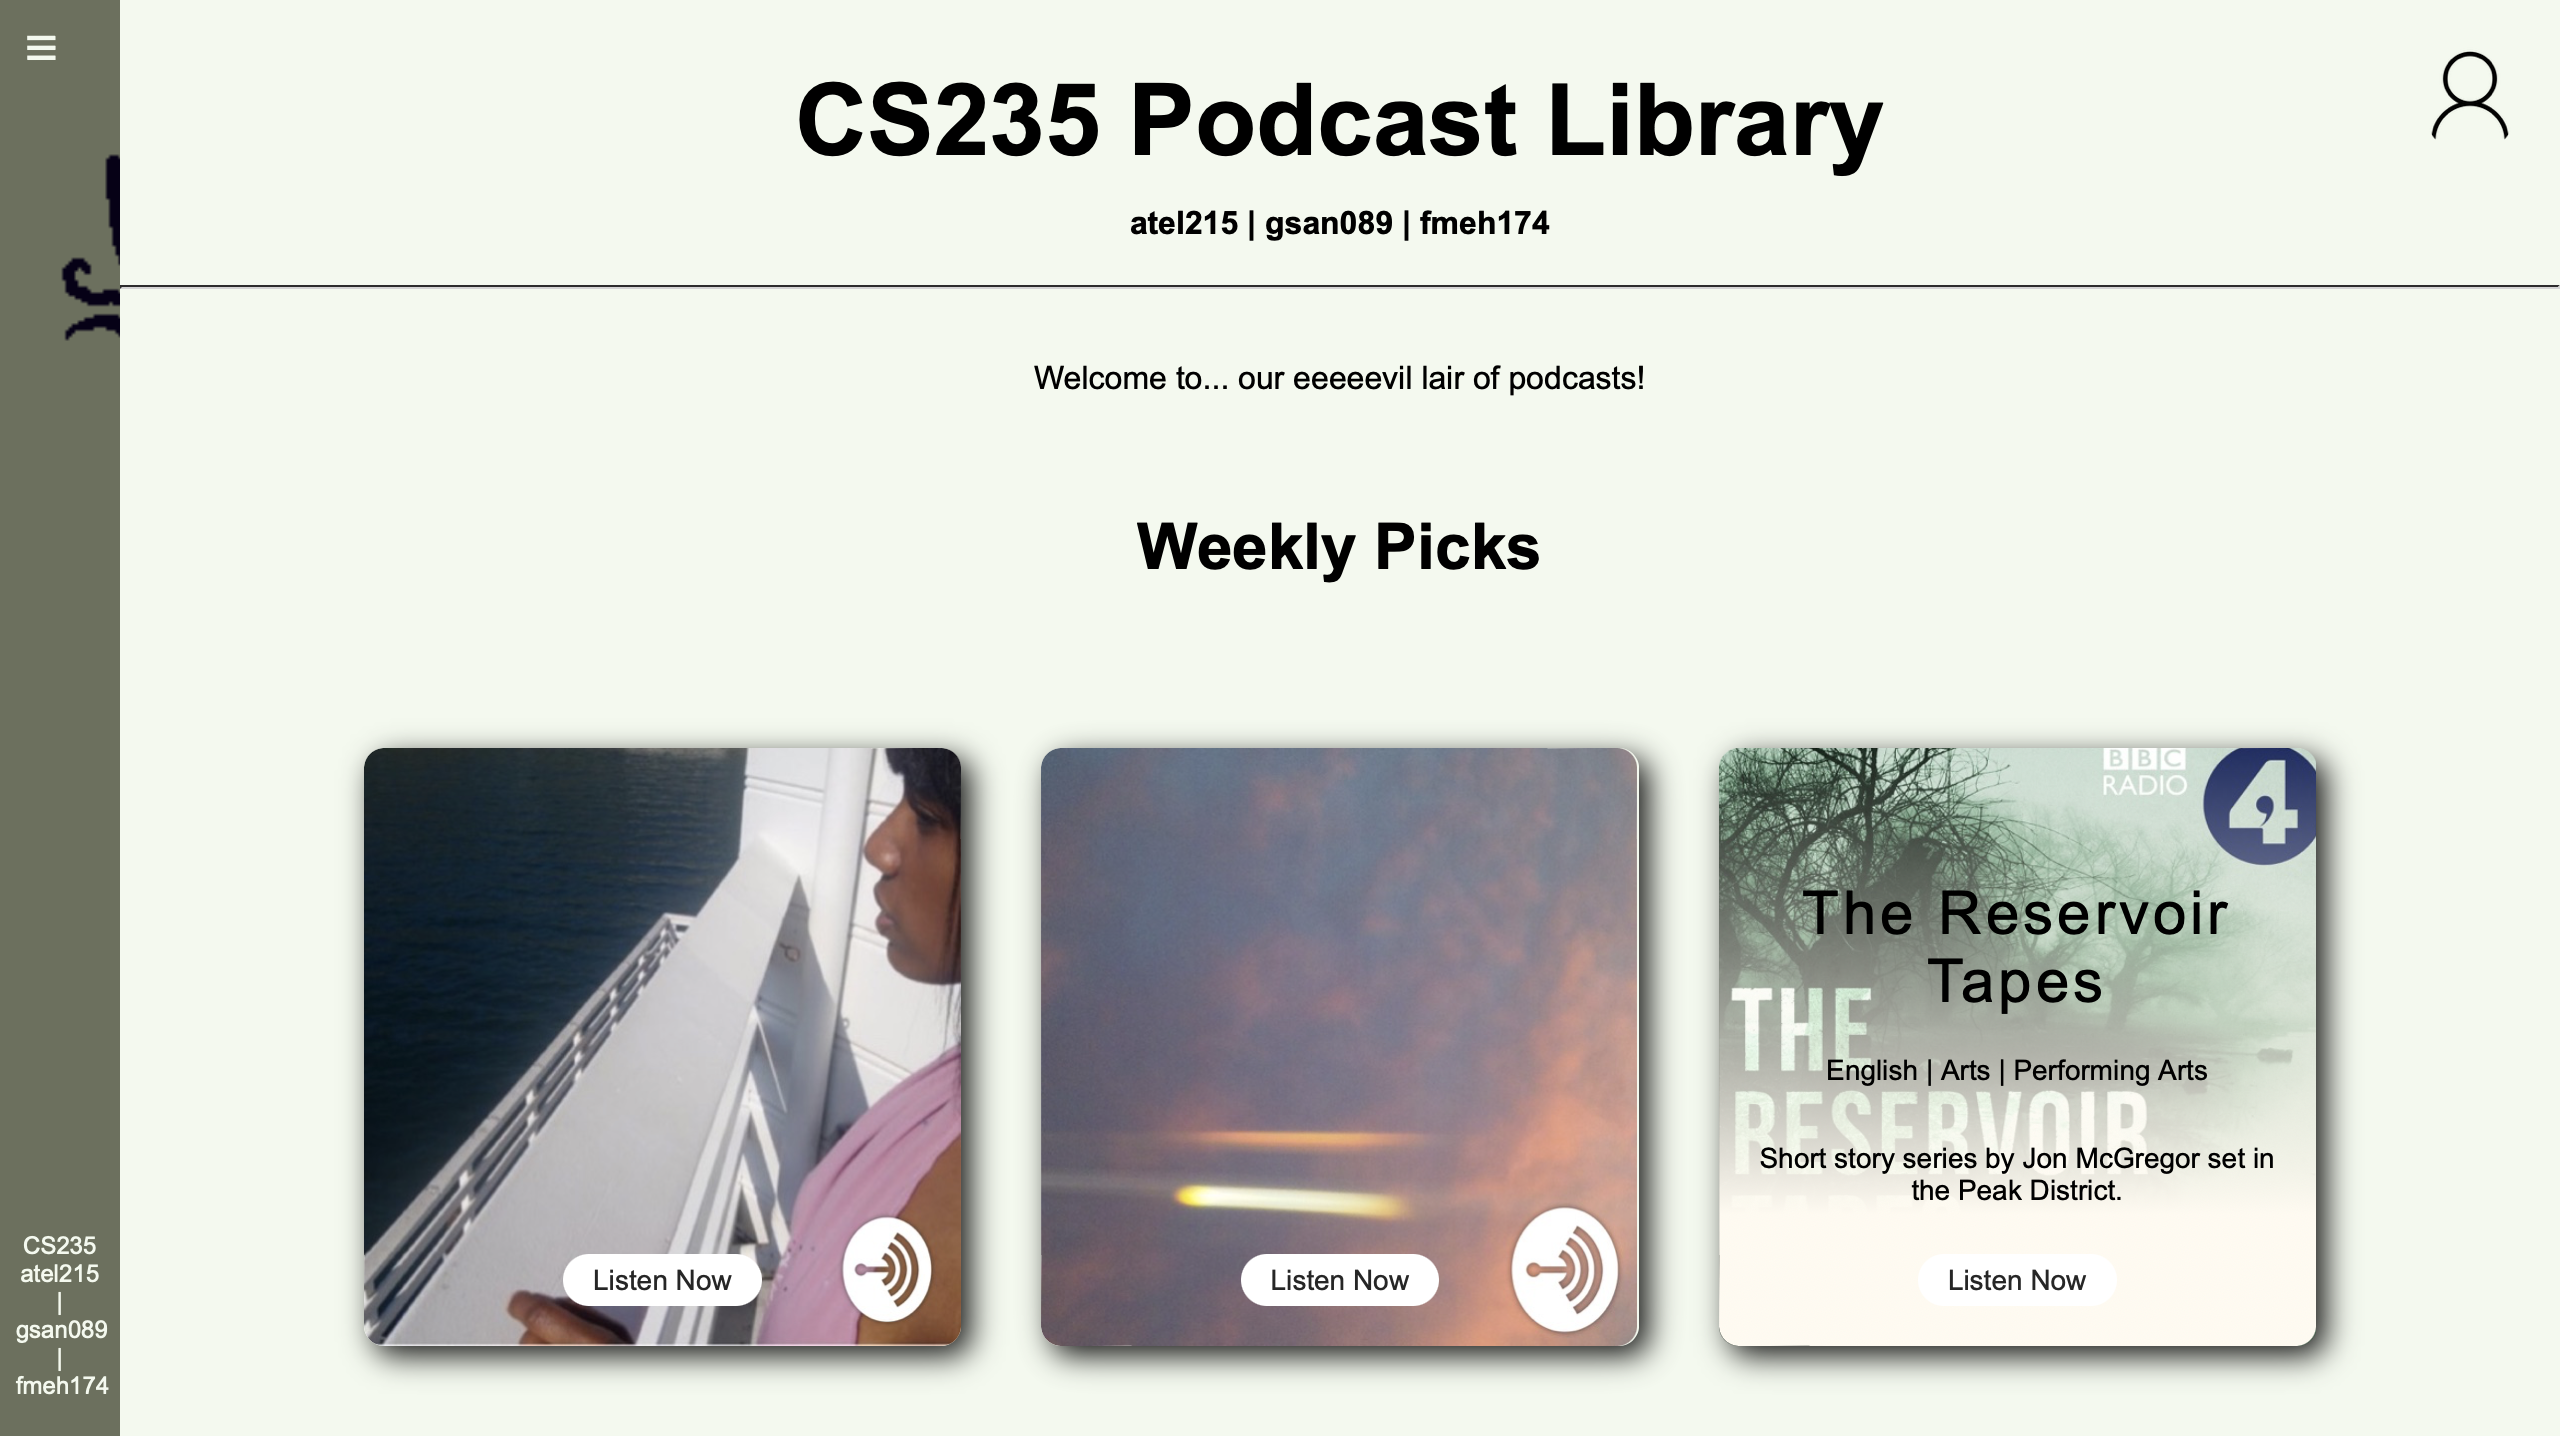 CS235 Podcast Library
atel215 | gsan089 | fmeh174
Welcome to... our eeeeevil lair of podcasts!
Weekly Picks
Listen Now
Listen Now
BBC
RADIO
4
The Reservoir
Tapes
THE
English | Arts | Performing Arts
RESERVOIR
Short story series by Jon McGregor set in
the Peak District.
Listen Now
CS235
atel215
|
gsan089
|
fmeh174